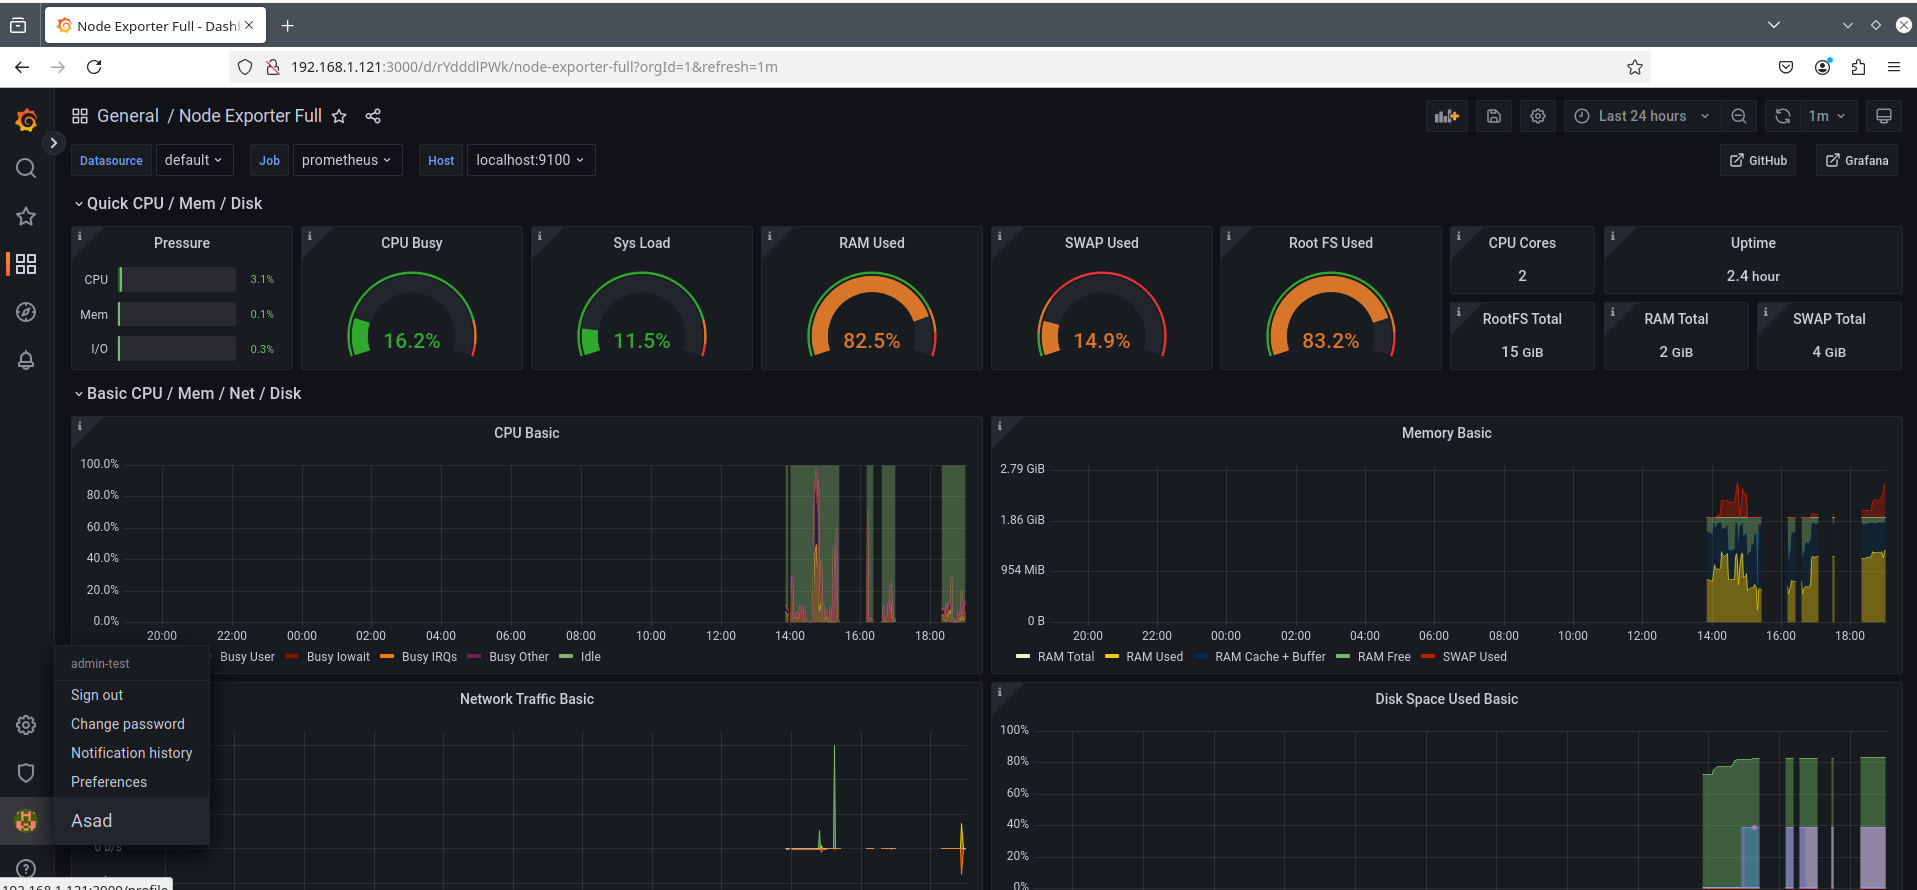 Node Exporter Full - Dashb
192.168.1.121:3000/d/rYdddlPWk/node-exporter-full?orgId=1&refresh=1m
General / Node Exporter Full
Last 24 hours
1m
Datasource default Job prometheus Host localhost:9100
GitHub Grafana
Quick CPU / Mem / Disk
Pressure
CPU 3.1%
Mem 0.1%
I/O 0.3%
CPU Busy
16.2%
Sys Load
11.5%
RAM Used
82.5%
SWAP Used
14.9%
Root FS Used
83.2%
CPU Cores
2
Uptime
2.4 hour
RootFS Total
15 GiB
RAM Total
2 GiB
SWAP Total
4 GiB
Basic CPU / Mem / Net / Disk
CPU Basic
100.0%
80.0%
60.0%
40.0%
20.0%
0.0%
20:00 22:00 00:00 02:00 04:00 06:00 08:00 10:00 12:00 14:00 16:00 18:00
Busy User Busy Iowait Busy IRQs Busy Other Idle
Memory Basic
2.79 GiB
1.86 GiB
954 MiB
0 B
20:00 22:00 00:00 02:00 04:00 06:00 08:00 10:00 12:00 14:00 16:00 18:00
RAM Total RAM Used RAM Cache + Buffer RAM Free SWAP Used
admin-test
Sign out
Change password
Notification history
Preferences
Asad
Network Traffic Basic
0 b/s
Disk Space Used Basic
100%
80%
60%
40%
20%
0%
192.168.1.121:3000/profile